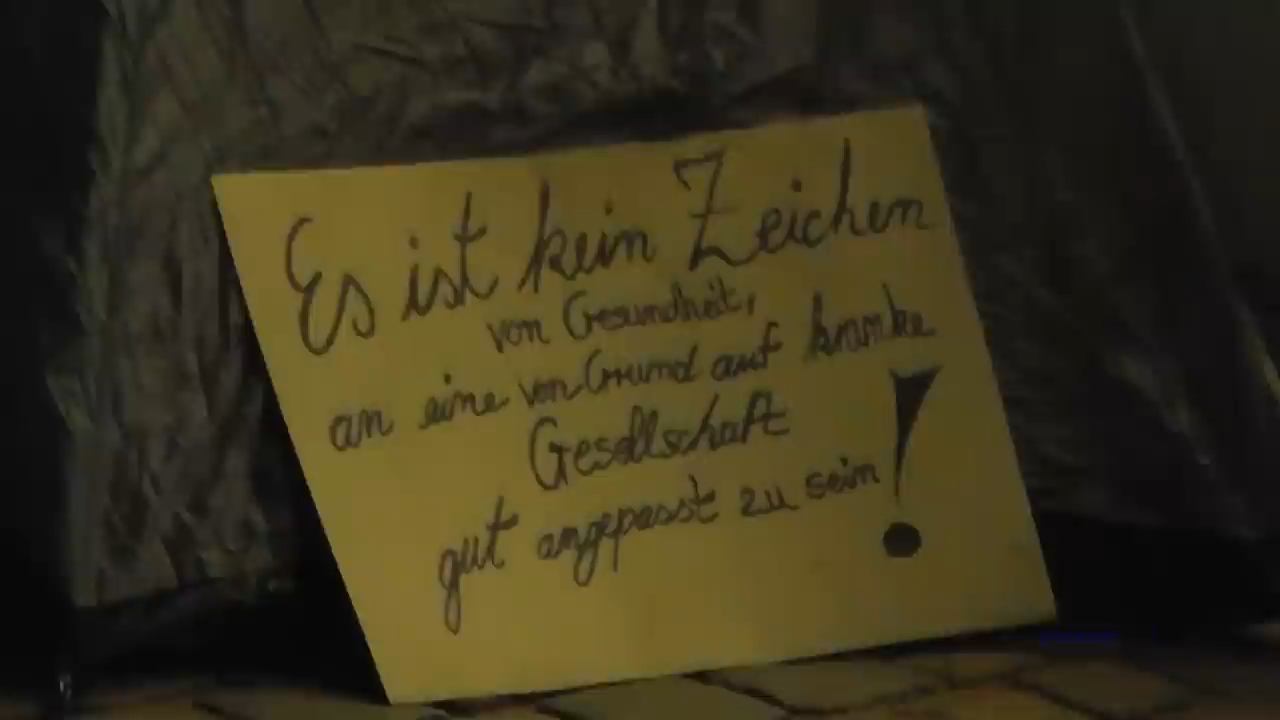 Es ist kein Zeichen
von Gesundheit,
an eine von Grund auf kranke
Gesellschaft
gut angepasst zu sein!